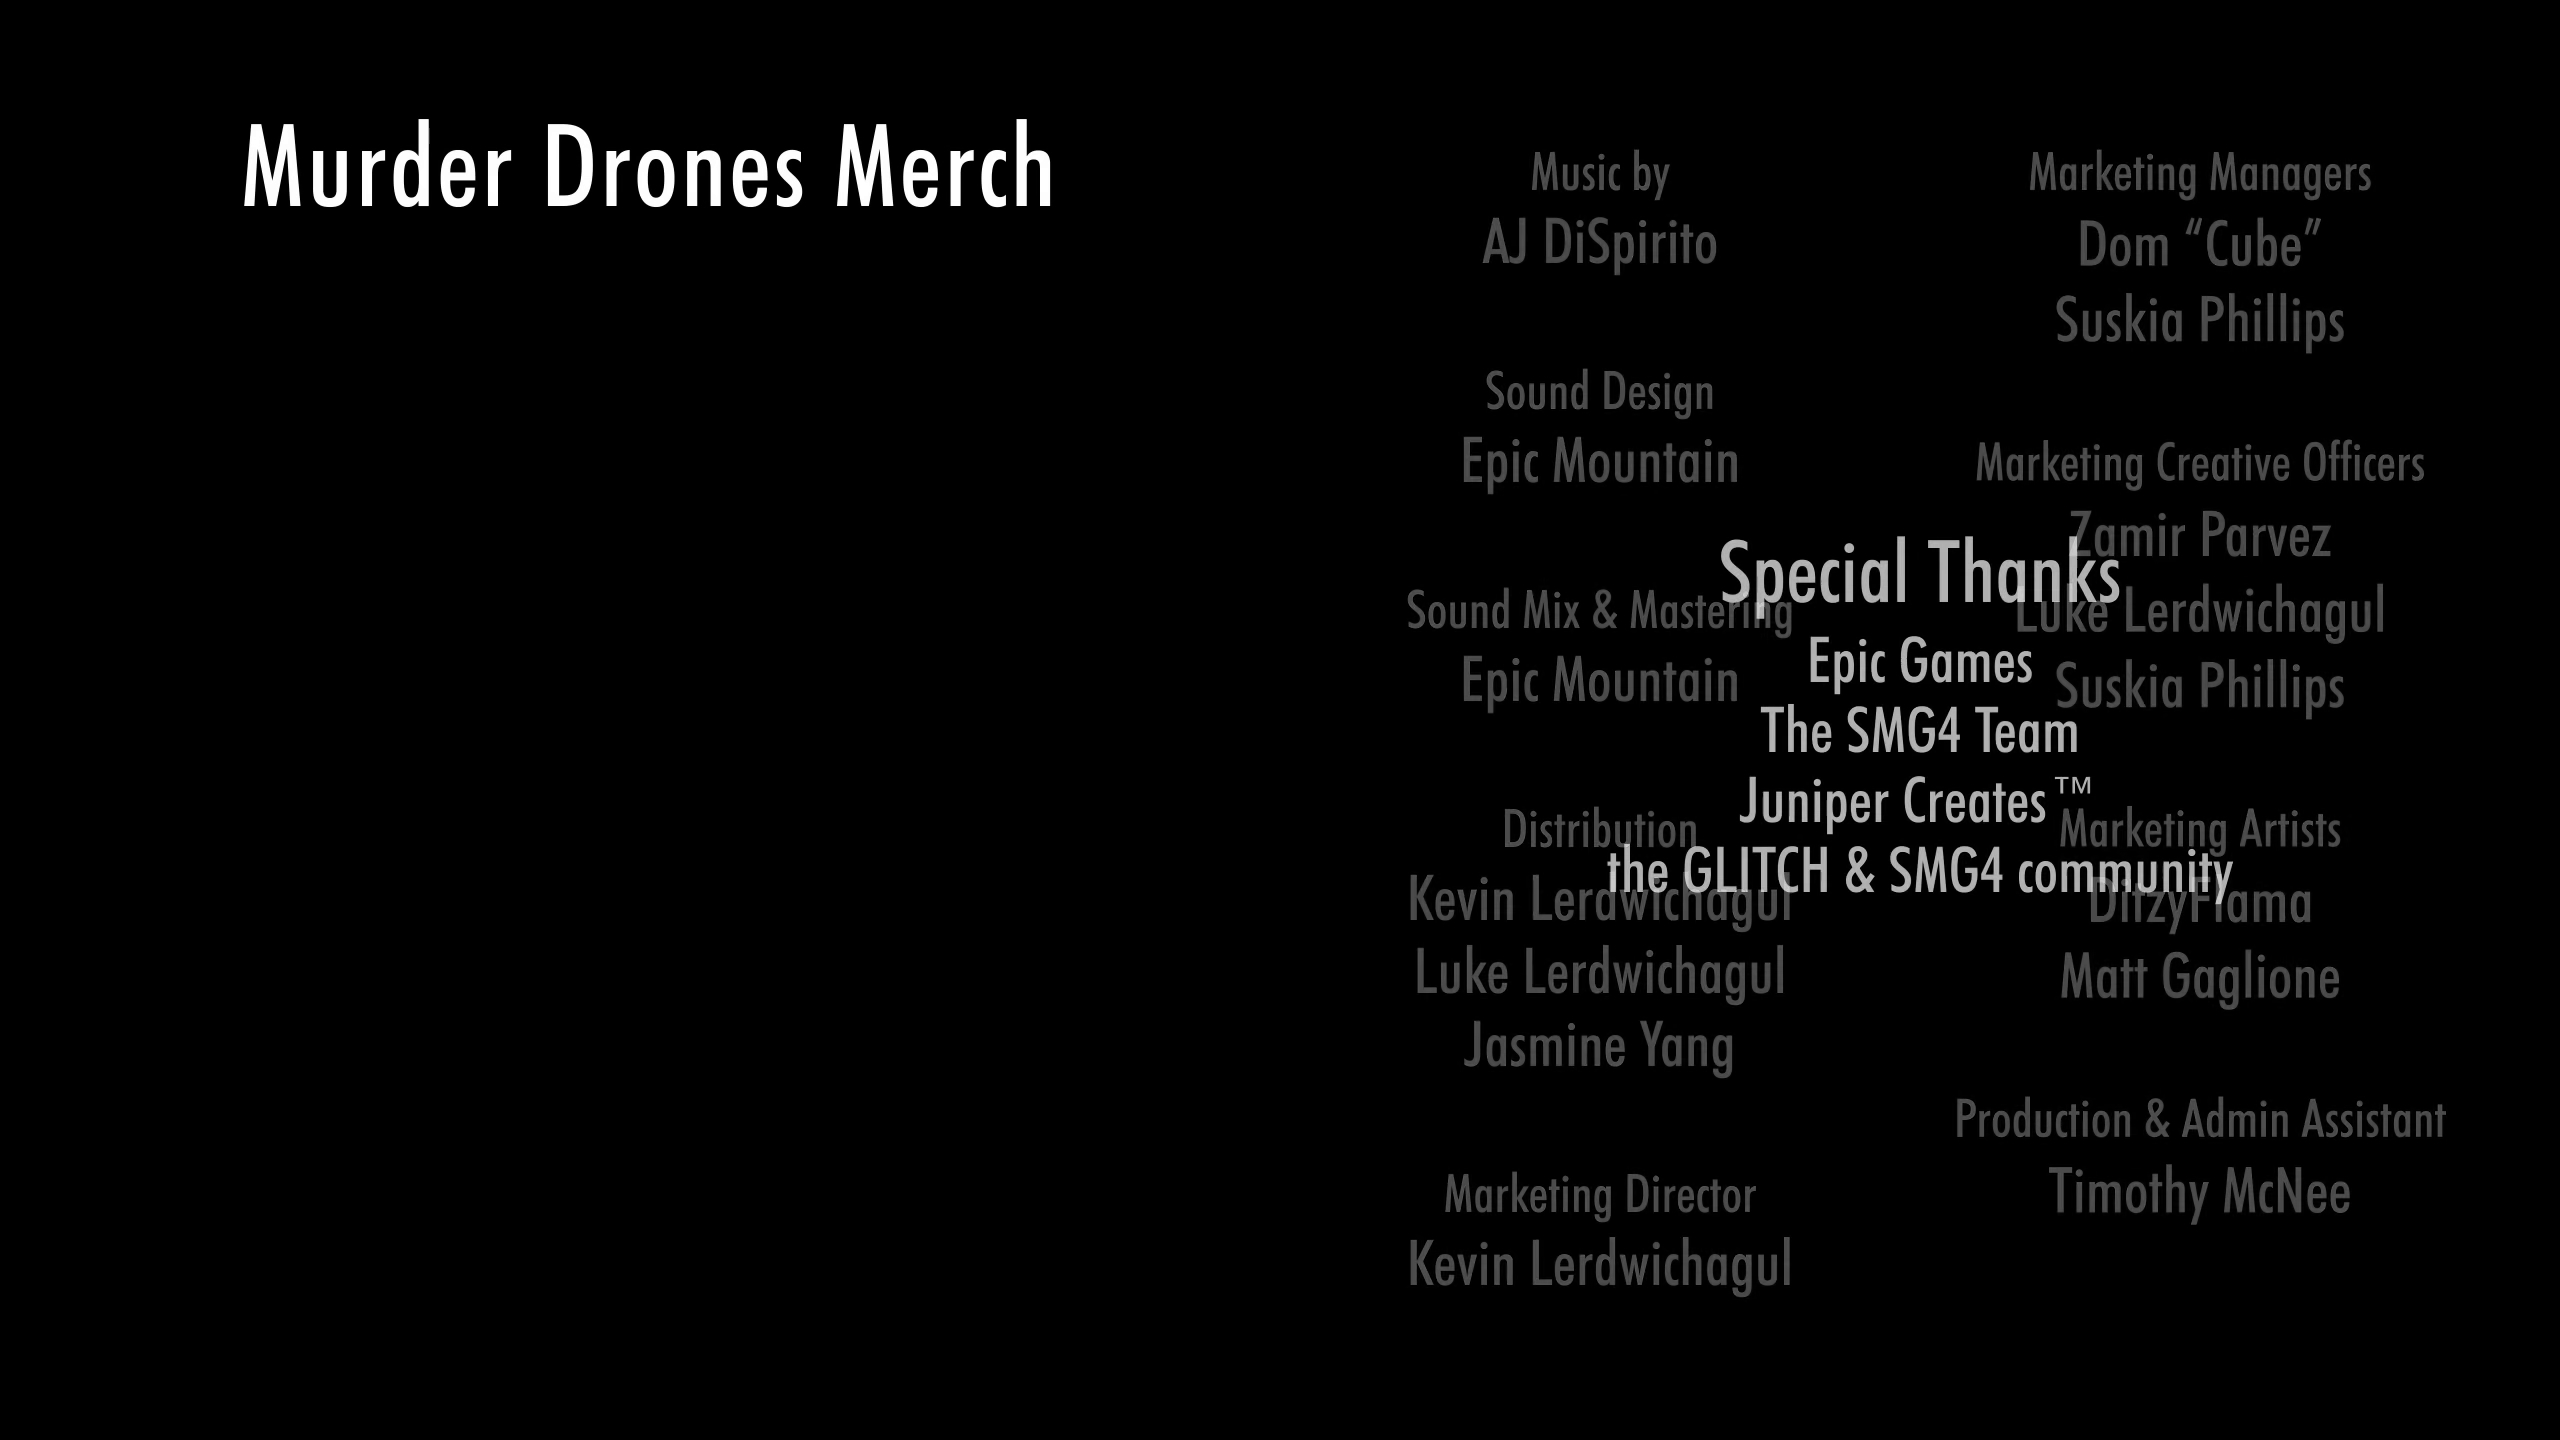 Murder Drones Merch
Music by
AJ DiSpirito
Sound Design
Epic Mountain
Sound Mix & Mastering
Epic Mountain
Distribution
Kevin Lerdwichagul
Luke Lerdwichagul
Jasmine Yang
Marketing Director
Kevin Lerdwichagul
Marketing Managers
Dom “Cube”
Suskia Phillips
Marketing Creative Officers
Zamir Parvez
Luke Lerdwichagul
Suskia Phillips
Marketing Artists
DitzyFlama
Matt Gaglione
Production & Admin Assistant
Timothy McNee
Special Thanks
Epic Games
The SMG4 Team
Juniper Creates™
the GLITCH & SMG4 community